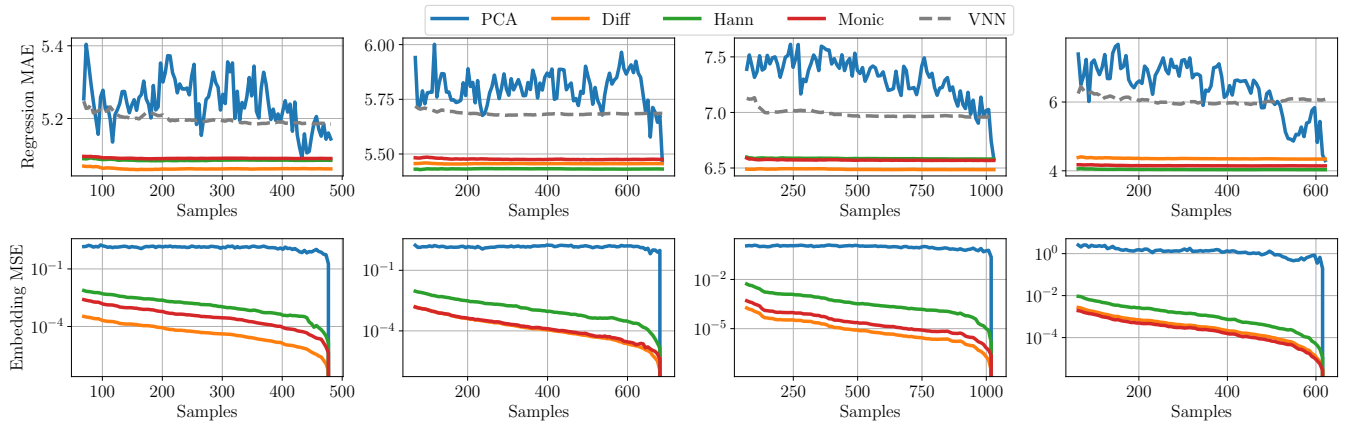 PCA Diff Hann Monic VNN
Regression MAE
5.4
5.2
100 200 300 400 500
Samples
6.00
5.75
5.50
200 400 600
Samples
7.5
7.0
6.5
250 500 750 1000
Samples
6
4
200 400 600
Samples
Embedding MSE
10⁻¹
10⁻⁴
100 200 300 400 500
Samples
10⁻¹
10⁻⁴
200 400 600
Samples
10⁻²
10⁻⁵
250 500 750 1000
Samples
10⁰
10⁻²
10⁻⁴
200 400 600
Samples